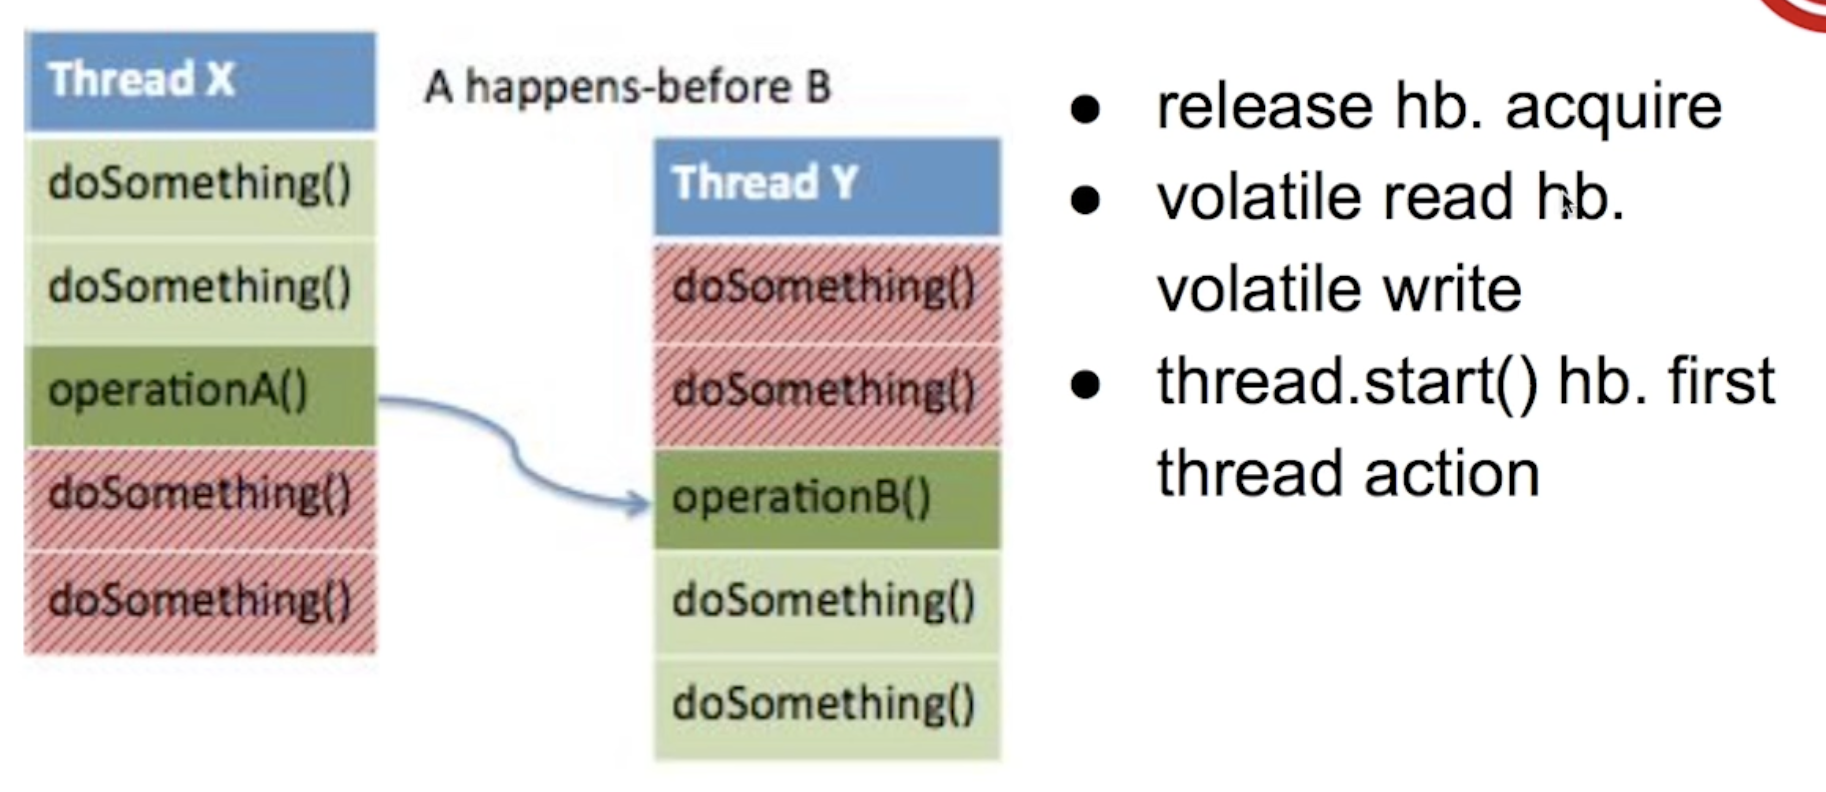 Thread X
doSomething()
doSomething()
operationA()
doSomething()
doSomething()
A happens-before B
Thread Y
doSomething()
doSomething()
operationB()
doSomething()
doSomething()
● release hb. acquire
● volatile read hb.
volatile write
● thread.start() hb. first
thread action